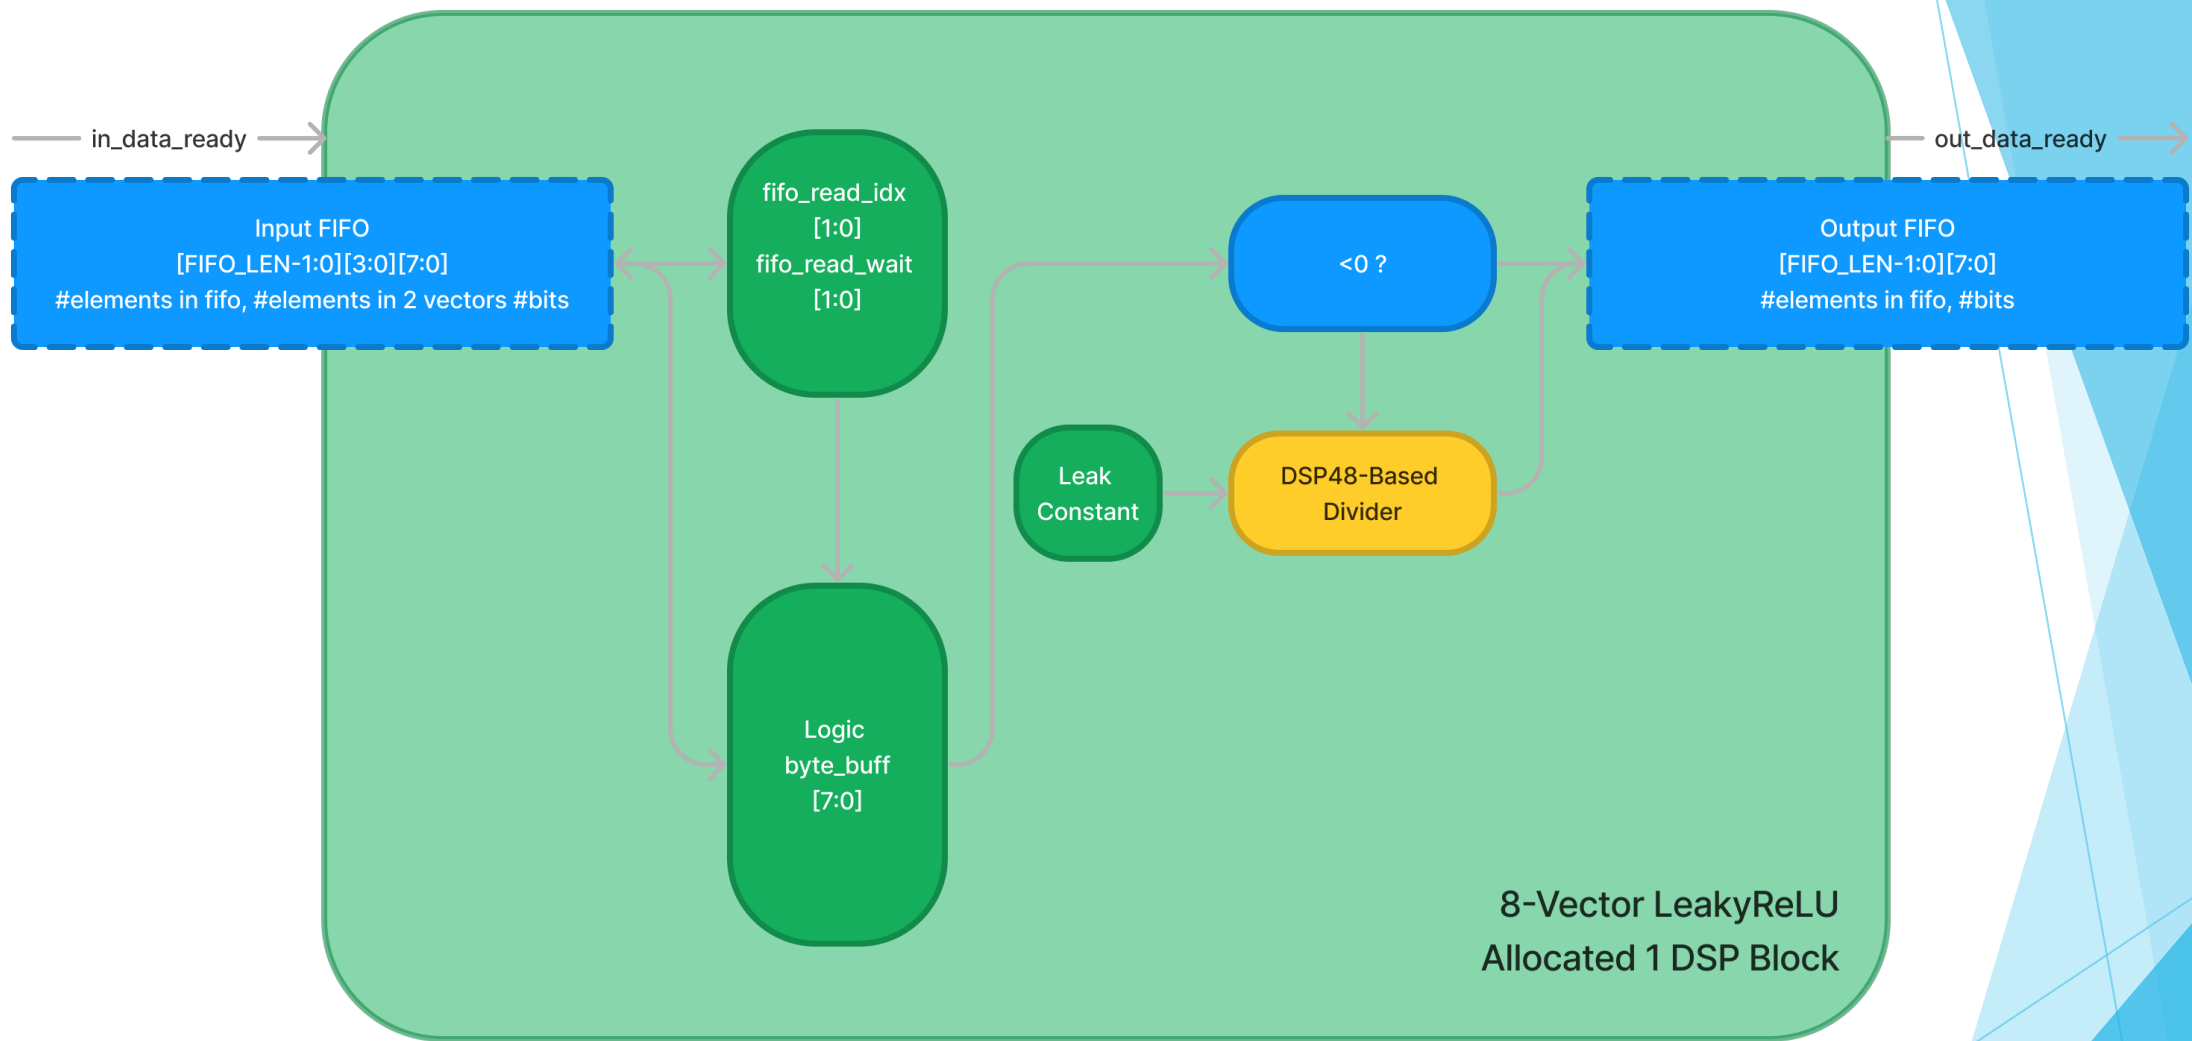 in_data_ready
Input FIFO
[FIFO_LEN-1:0][3:0][7:0]
#elements in fifo, #elements in 2 vectors #bits
fifo_read_idx
[1:0]
fifo_read_wait
[1:0]
Logic
byte_buff
[7:0]
<0 ?
Leak
Constant
DSP48-Based
Divider
out_data_ready
Output FIFO
[FIFO_LEN-1:0][7:0]
#elements in fifo, #bits
8-Vector LeakyReLU
Allocated 1 DSP Block